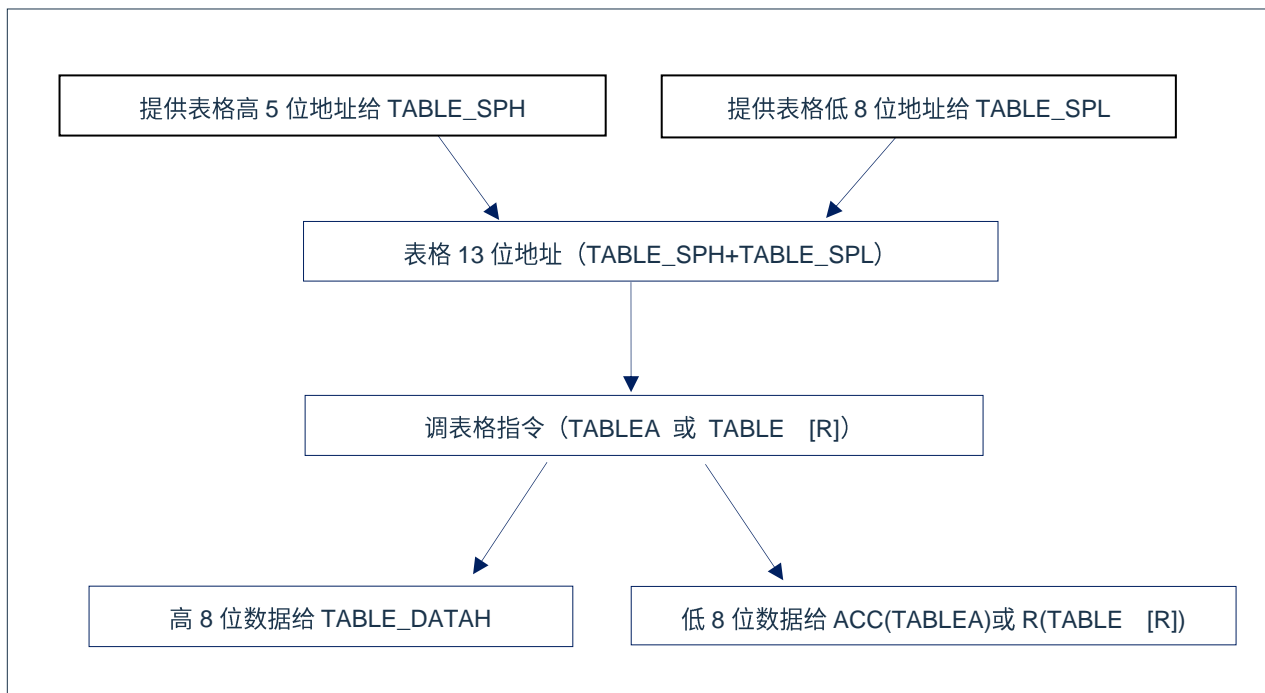 提供表格高 5 位地址给 TABLE_SPH
提供表格低 8 位地址给 TABLE_SPL
表格 13 位地址（TABLE_SPH+TABLE_SPL）
调表格指令（TABLEA 或 TABLE [R]）
高 8 位数据给 TABLE_DATAH
低 8 位数据给 ACC(TABLEA)或 R(TABLE [R])